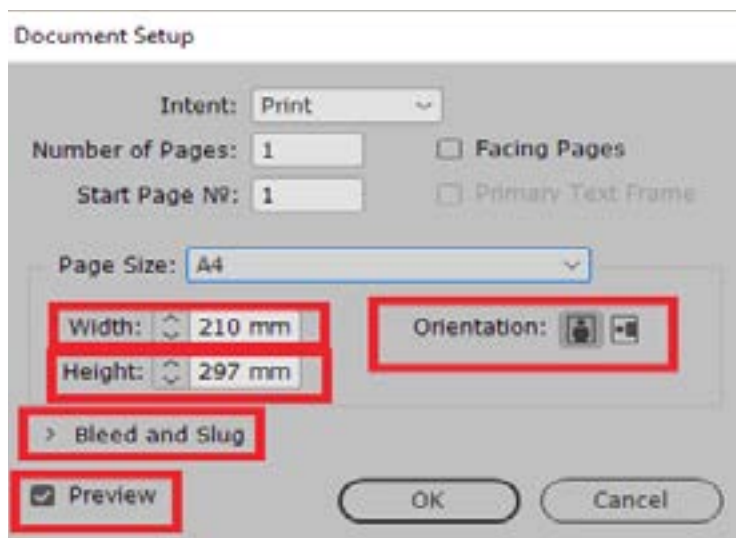 Document Setup
Intent: Print
Number of Pages: 1 Facing Pages
Start Page Nº: 1 Primary Text Frame
Page Size: A4
Width: 210 mm Orientation:
Height: 297 mm
> Bleed and Slug
Preview OK Cancel